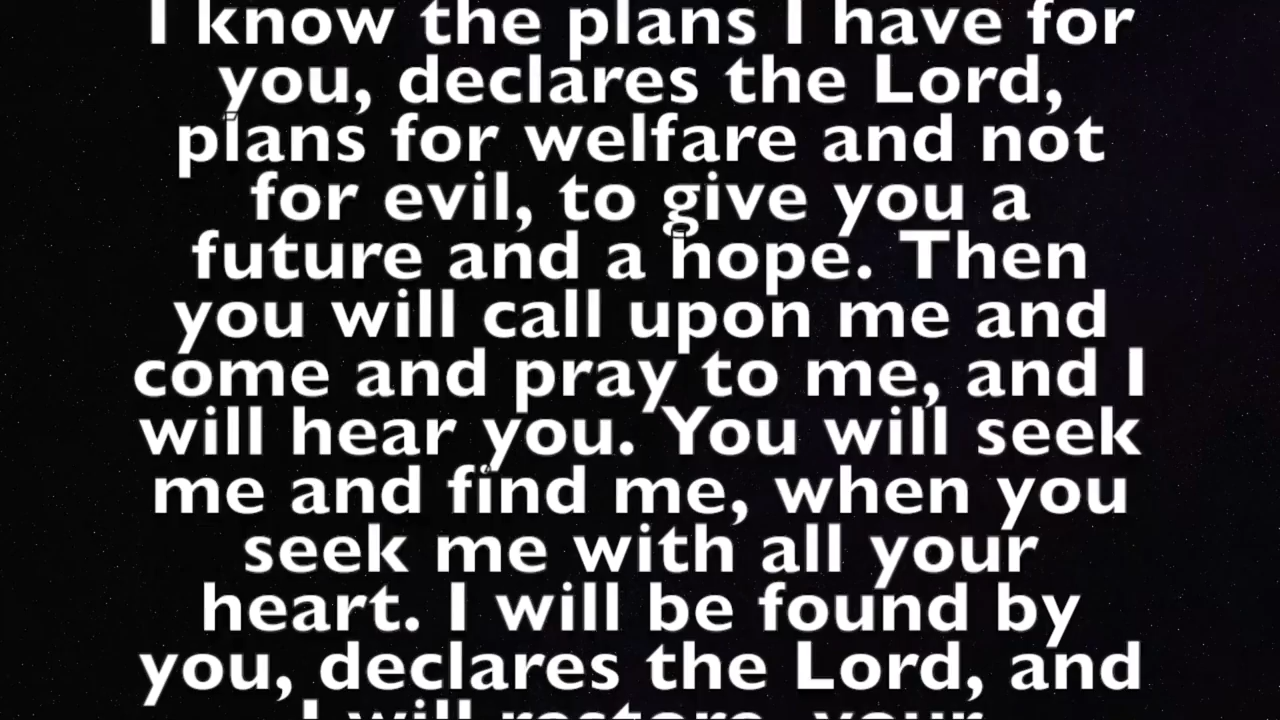 I know the plans I have for
you, declares the Lord,
plans for welfare and not
for evil, to give you a
future and a hope. Then
you will call upon me and
come and pray to me, and I
will hear you. You will seek
me and find me, when you
seek me with all your
heart. I will be found by
you, declares the Lord, and
I will restore your